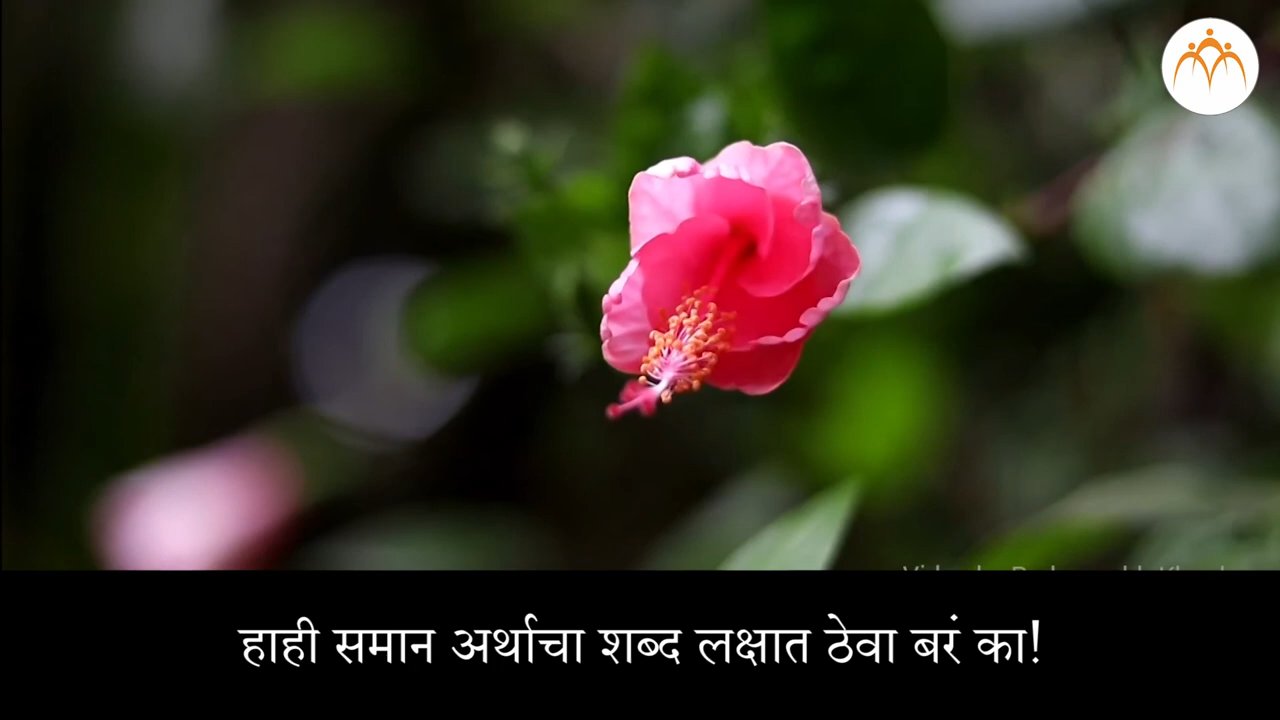 हाही समान अर्थाचा शब्द लक्षात ठेवा बरं का!